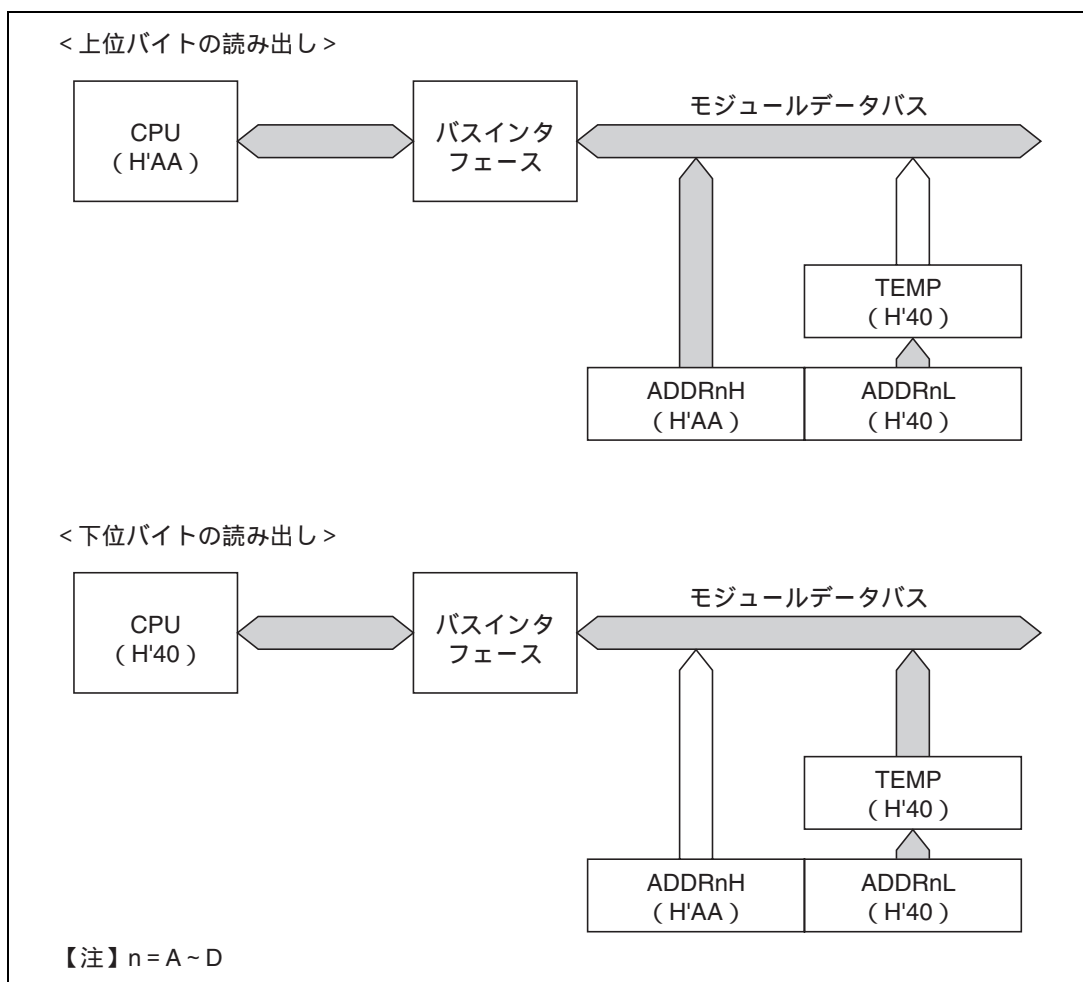 <上位バイトの読み出し>
モジュールデータバス
CPU
(H'AA)
バスインタ
フェース
TEMP
(H'40)
ADDRnH
(H'AA)
ADDRnL
(H'40)
<下位バイトの読み出し>
モジュールデータバス
CPU
(H'40)
バスインタ
フェース
TEMP
(H'40)
ADDRnH
(H'AA)
ADDRnL
(H'40)
【注】n = A ~ D